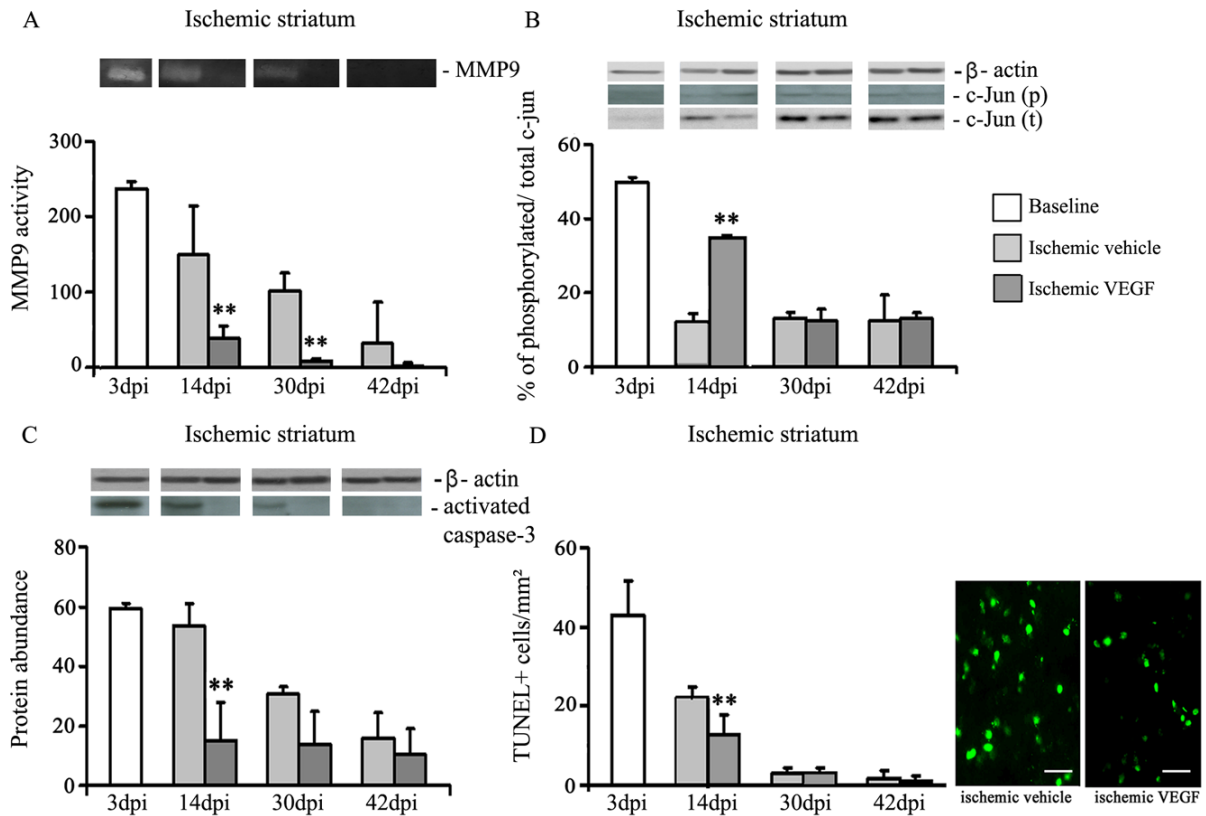 A
Ischemic striatum
- MMP9
MMP9 activity
300
200
100
0
**
**
3dpi 14dpi 30dpi 42dpi
B
Ischemic striatum
-β- actin
- c-Jun (p)
- c-Jun (t)
% of phosphorylated/ total c-jun
60
40
20
0
**
3dpi 14dpi 30dpi 42dpi
Baseline
Ischemic vehicle
Ischemic VEGF
C
Ischemic striatum
-β- actin
- activated
caspase-3
Protein abundance
80
60
40
20
0
**
3dpi 14dpi 30dpi 42dpi
D
Ischemic striatum
TUNEL+ cells/mm²
60
40
20
0
**
3dpi 14dpi 30dpi 42dpi
ischemic vehicle
ischemic VEGF